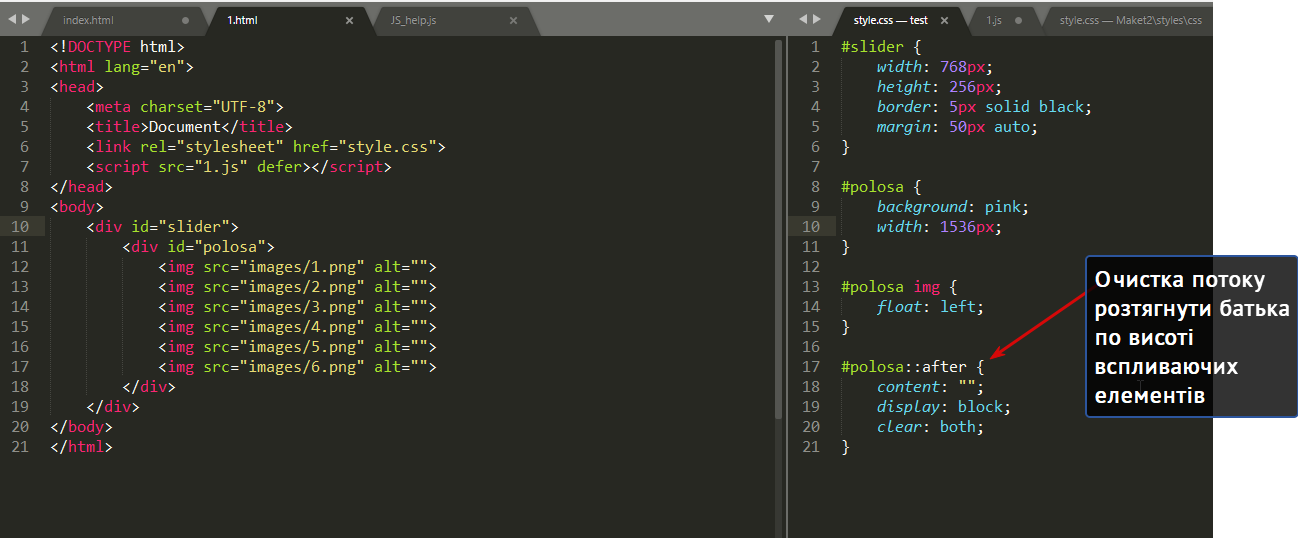 index.html
1.html
JS_help.js
1 <!DOCTYPE html>
2 <html lang="en">
3 <head>
4 <meta charset="UTF-8">
5 <title>Document</title>
6 <link rel="stylesheet" href="style.css">
7 <script src="1.js" defer></script>
8 </head>
9 <body>
10 <div id="slider">
11 <div id="polosa">
12 <img src="images/1.png" alt="">
13 <img src="images/2.png" alt="">
14 <img src="images/3.png" alt="">
15 <img src="images/4.png" alt="">
16 <img src="images/5.png" alt="">
17 <img src="images/6.png" alt="">
18 </div>
19 </div>
20 </body>
21 </html>
style.css — test
1.js
style.css — Maket2\styles\css
1 #slider {
2 width: 768px;
3 height: 256px;
4 border: 5px solid black;
5 margin: 50px auto;
6 }
7
8 #polosa {
9 background: pink;
10 width: 1536px;
11 }
12
13 #polosa img {
14 float: left;
15 }
16
17 #polosa::after {
18 content: "";
19 display: block;
20 clear: both;
21 }
Очистка потоку
розтягнути батька
по висоті
вспливаючих
елементів